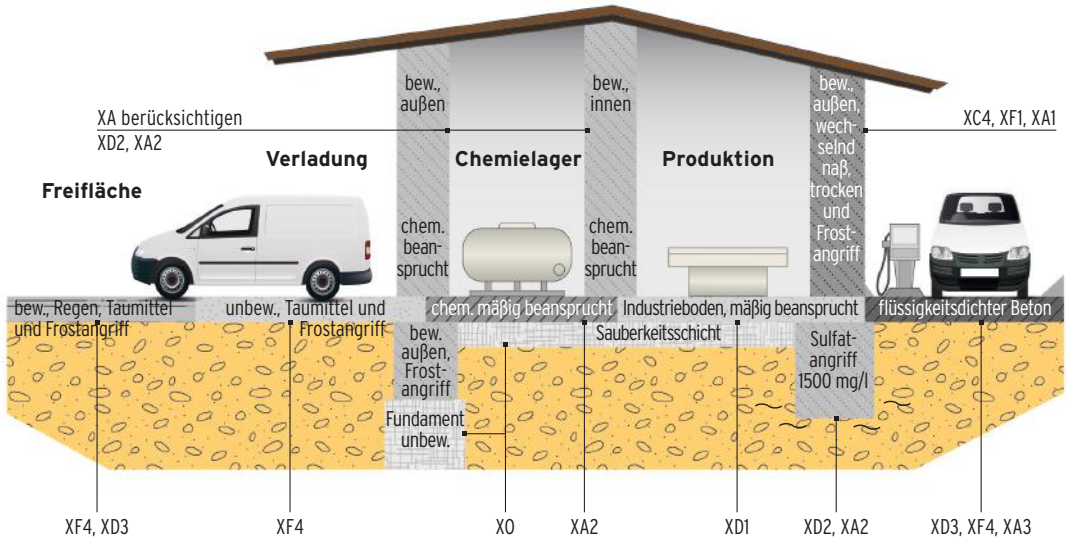 bew.,
außen
bew.,
innen
bew.,
außen,
wech-
selnd
naß,
trocken
und
Frost-
angriff
XA berücksichtigen
XD2, XA2
XC4, XF1, XA1
Verladung
Chemielager
Produktion
Freifläche
chem.
bean-
sprucht
chem.
bean-
sprucht
bew., Regen, Taumittel
und Frostangriff
unbew., Taumittel und
Frostangriff
chem. mäßig beansprucht
Industrieboden, mäßig beansprucht
flüssigkeitsdichter Beton
Sauberkeitsschicht
bew.
außen,
Frost-
angriff
Sulfat-
angriff
1500 mg/l
Fundament
unbew.
XF4, XD3
XF4
X0
XA2
XD1
XD2, XA2
XD3, XF4, XA3